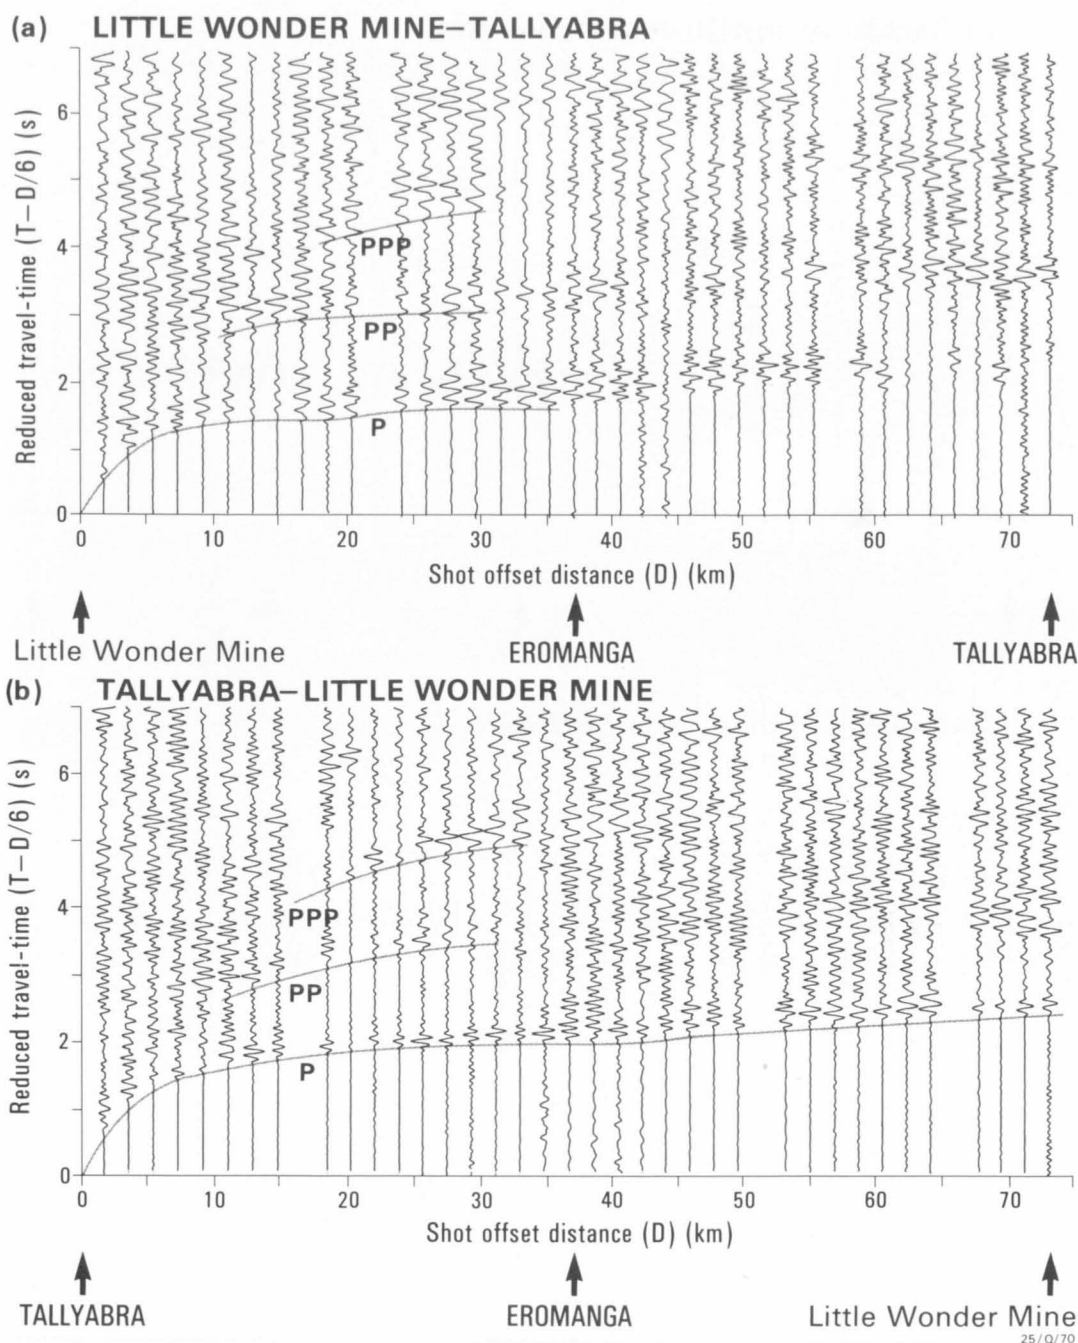 (a) LITTLE WONDER MINE–TALLYABRA
Reduced travel-time (T–D/6) (s)
6
4
2
0
PPP
PP
P
0 10 20 30 40 50 60 70
Shot offset distance (D) (km)
Little Wonder Mine EROMANGA TALLYABRA
(b) TALLYABRA–LITTLE WONDER MINE
Reduced travel-time (T–D/6) (s)
6
4
2
0
PPP
PP
P
0 10 20 30 40 50 60 70
Shot offset distance (D) (km)
TALLYABRA EROMANGA Little Wonder Mine
25/Q/70